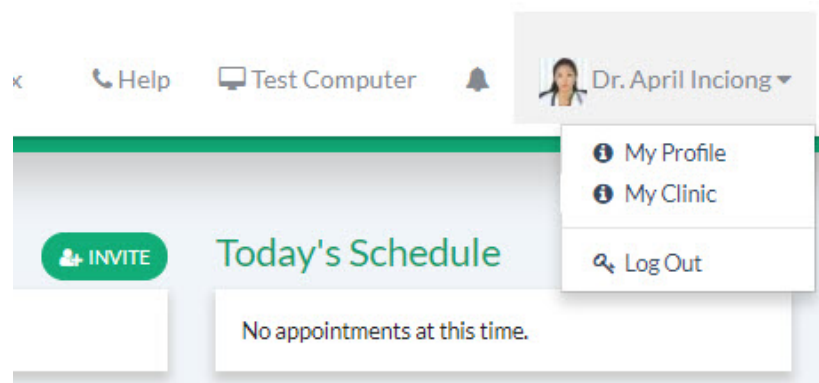 x Help Test Computer Dr. April Inciong
My Profile
My Clinic
INVITE Today's Schedule
Log Out
No appointments at this time.